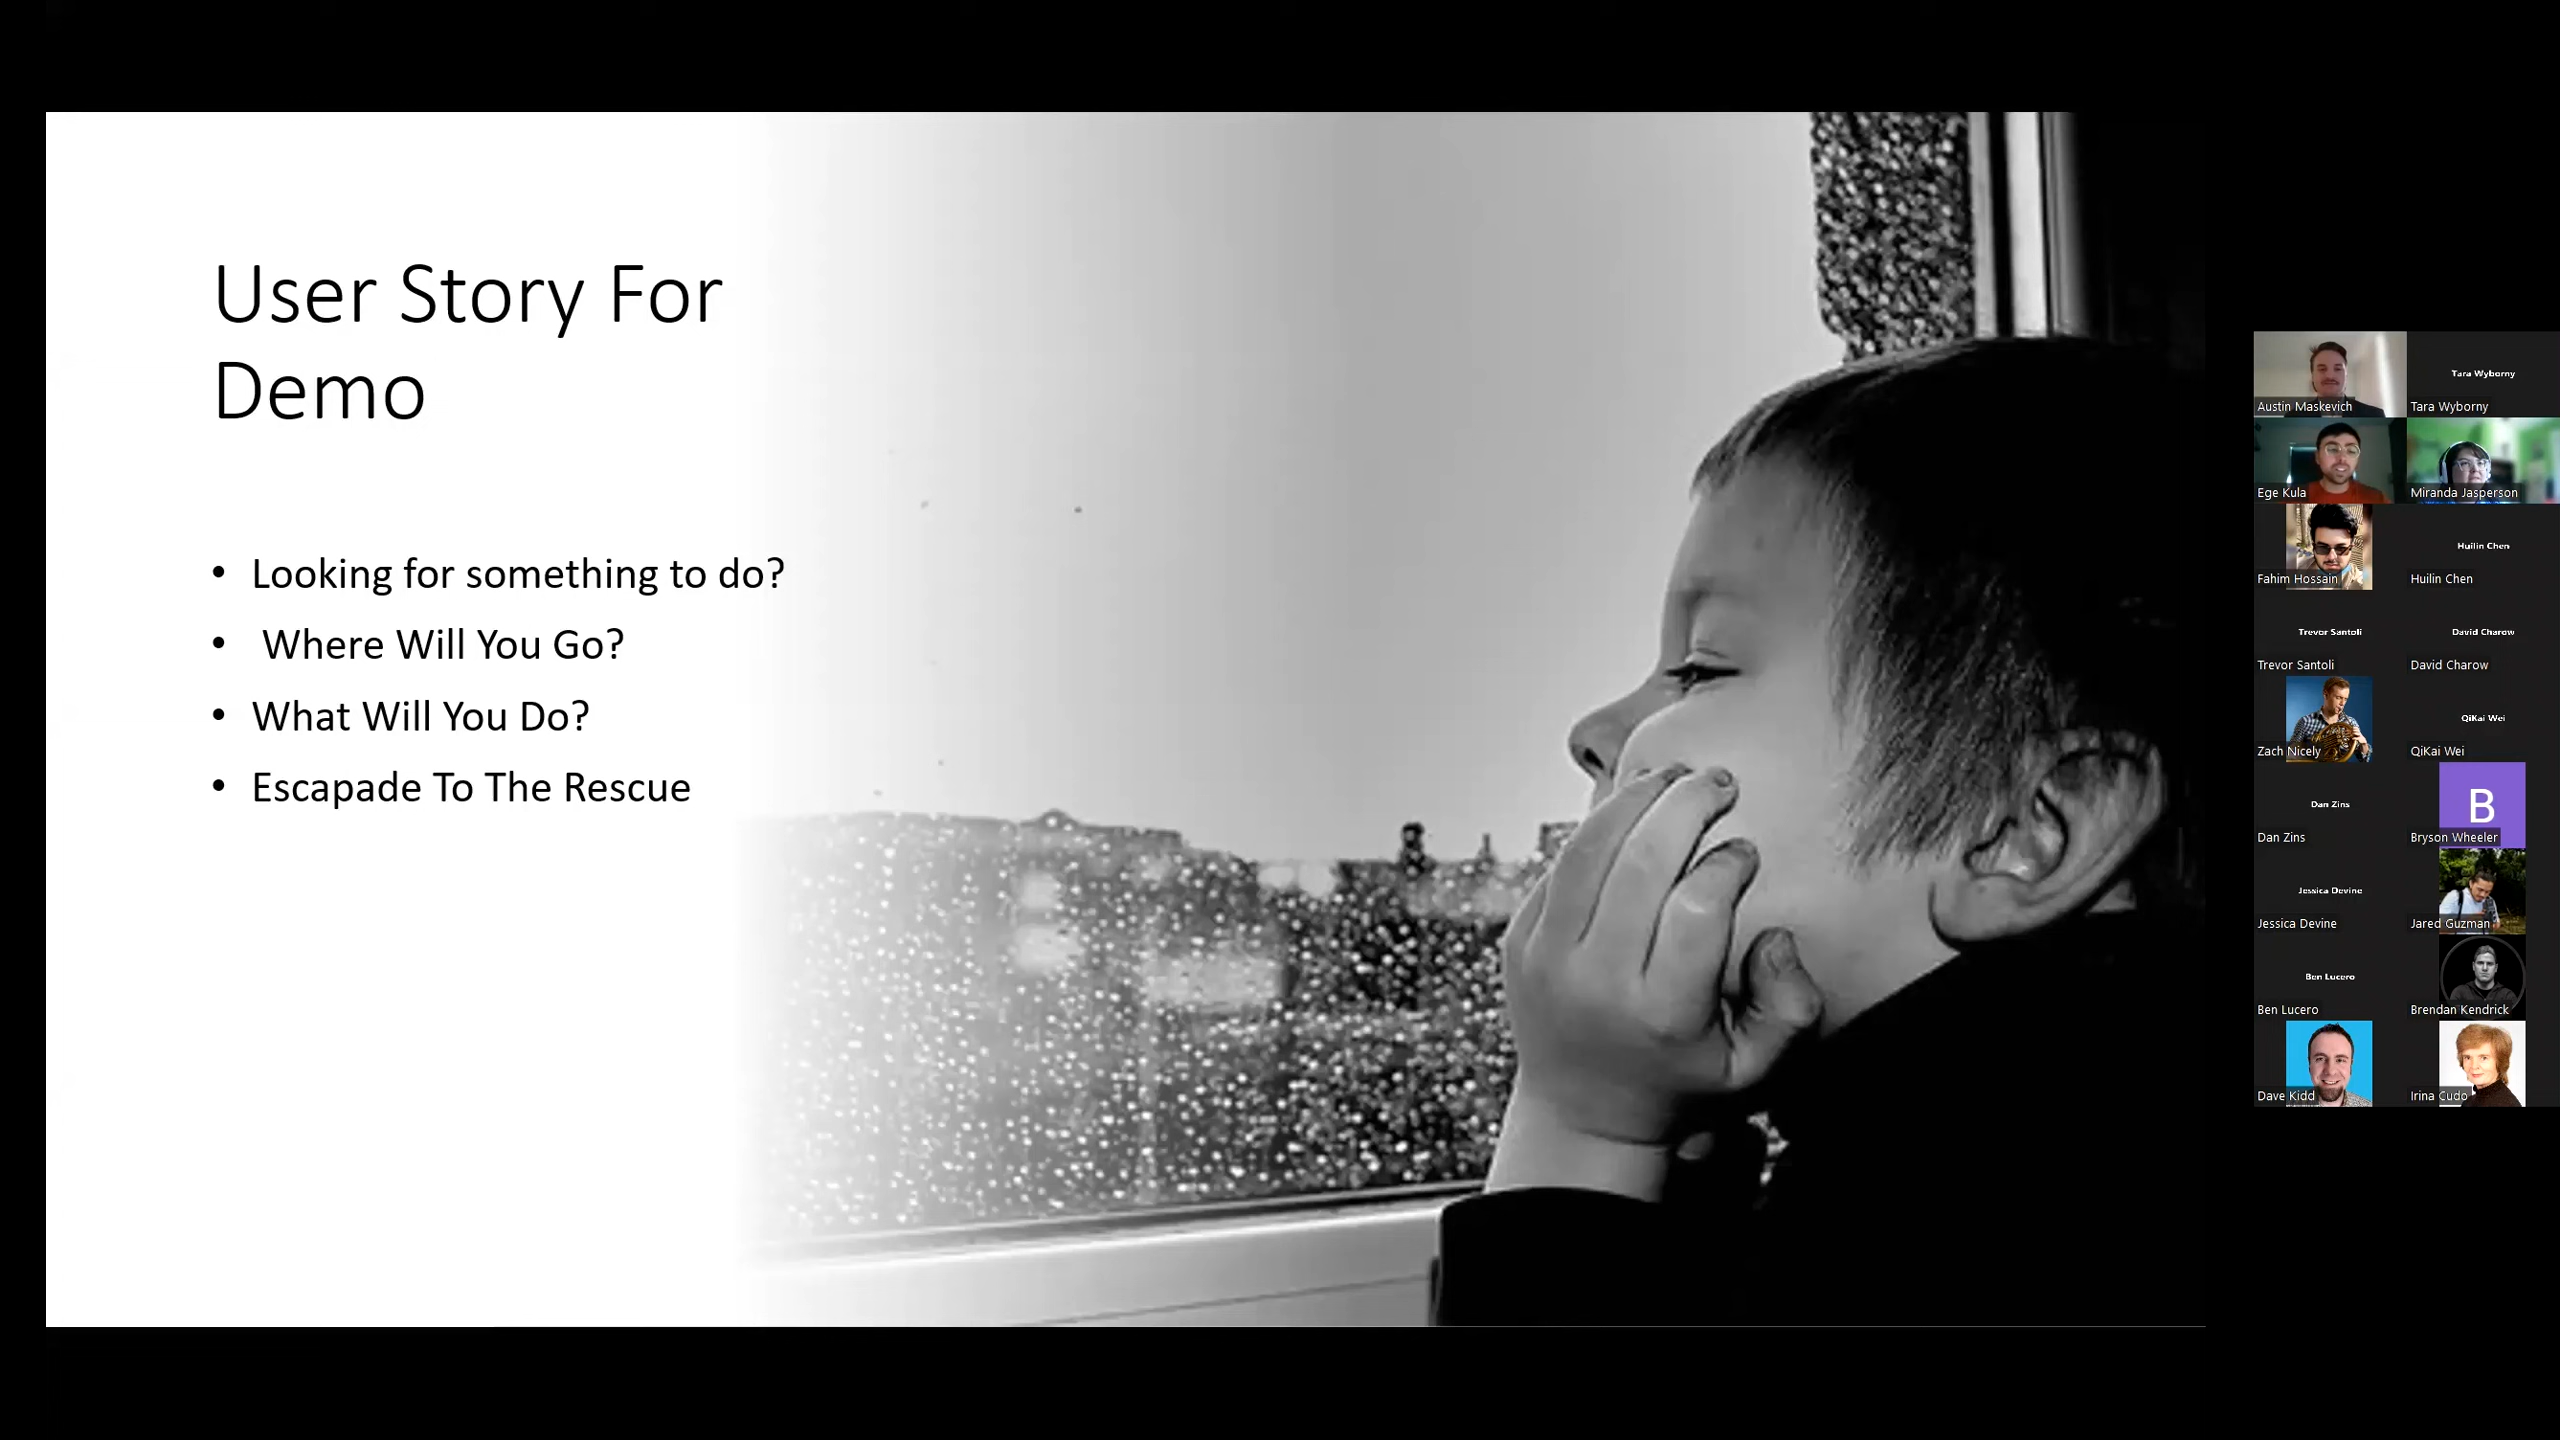 User Story For
Demo
• Looking for something to do?
• Where Will You Go?
• What Will You Do?
• Escapade To The Rescue
Austin Maskevich
Tara Wyborny
Tara Wyborny
Ege Kula
Miranda Jasperson
Fahim Hossain
Huilin Chen
Huilin Chen
Trevor Santoli
Trevor Santoli
David Charow
David Charow
Zach Nicely
QiKai Wei
QiKai Wei
Dan Zins
Dan Zins
B
Bryson Wheeler
Jessica Devine
Jessica Devine
Jared Guzman
Ben Lucero
Ben Lucero
Brendan Kendrick
Dave Kidd
Irina Cudo